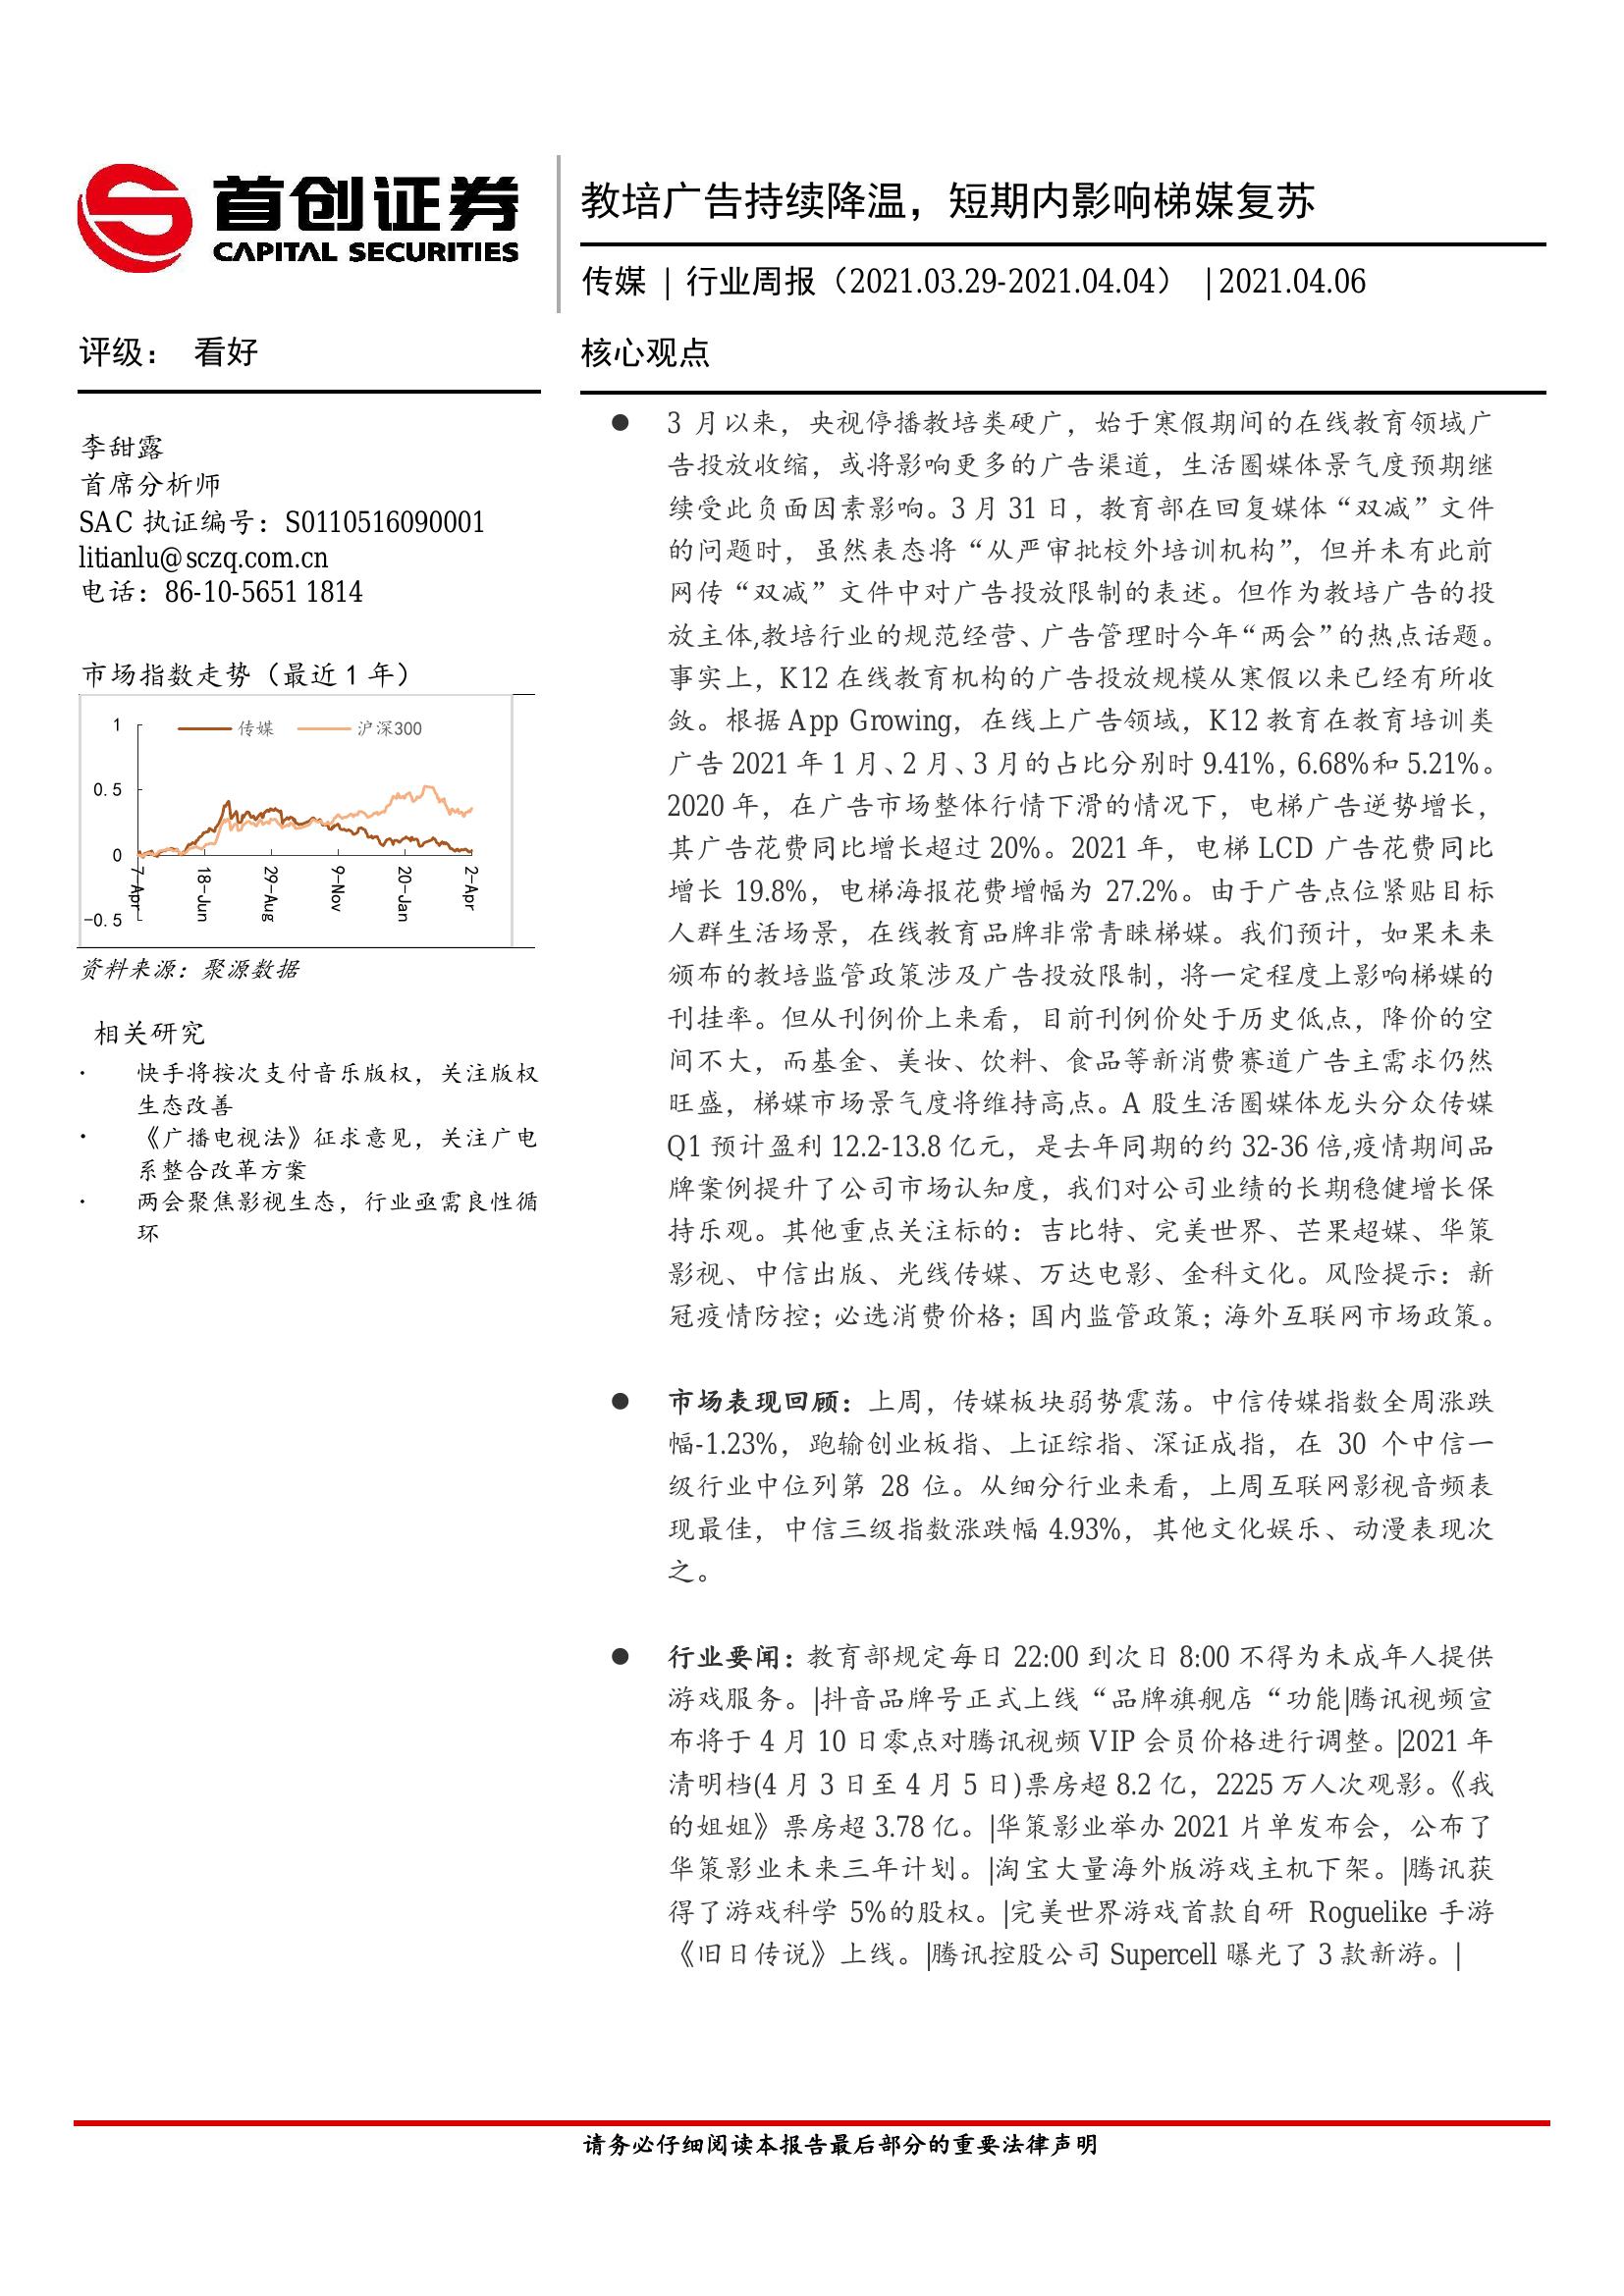 首创证券
CAPITAL SECURITIES
教培广告持续降温，短期内影响梯媒复苏
传媒 | 行业周报（2021.03.29-2021.04.04） | 2021.04.06
评级： 看好
李甜露
首席分析师
SAC 执证编号：S0110516090001
litianlu@sczq.com.cn
电话：86-10-5651 1814
市场指数走势（最近 1 年）
传媒 沪深300
1
0.5
0
-0.5
7-Apr
18-Jun
29-Aug
9-Nov
20-Jan
2-Apr
资料来源：聚源数据
相关研究
· 快手将按次支付音乐版权，关注版权
生态改善
· 《广播电视法》征求意见，关注广电
系整合改革方案
· 两会聚焦影视生态，行业亟需良性循
环
核心观点
● 3 月以来，央视停播教培类硬广，始于寒假期间的在线教育领域广
告投放收缩，或将影响更多的广告渠道，生活圈媒体景气度预期继
续受此负面因素影响。3 月 31 日，教育部在回复媒体“双减”文件
的问题时，虽然表态将“从严审批校外培训机构”，但并未有此前
网传“双减”文件中对广告投放限制的表述。但作为教培广告的投
放主体,教培行业的规范经营、广告管理时今年“两会”的热点话题。
事实上，K12 在线教育机构的广告投放规模从寒假以来已经有所收
敛。根据 App Growing，在线上广告领域，K12 教育在教育培训类
广告 2021 年 1 月、2 月、3 月的占比分别时 9.41%，6.68%和 5.21%。
2020 年，在广告市场整体行情下滑的情况下，电梯广告逆势增长，
其广告花费同比增长超过 20%。2021 年，电梯 LCD 广告花费同比
增长 19.8%，电梯海报花费增幅为 27.2%。由于广告点位紧贴目标
人群生活场景，在线教育品牌非常青睐梯媒。我们预计，如果未来
颁布的教培监管政策涉及广告投放限制，将一定程度上影响梯媒的
刊挂率。但从刊例价上来看，目前刊例价处于历史低点，降价的空
间不大，而基金、美妆、饮料、食品等新消费赛道广告主需求仍然
旺盛，梯媒市场景气度将维持高点。A 股生活圈媒体龙头分众传媒
Q1 预计盈利 12.2-13.8 亿元，是去年同期的约 32-36 倍,疫情期间品
牌案例提升了公司市场认知度，我们对公司业绩的长期稳健增长保
持乐观。其他重点关注标的：吉比特、完美世界、芒果超媒、华策
影视、中信出版、光线传媒、万达电影、金科文化。风险提示：新
冠疫情防控；必选消费价格；国内监管政策；海外互联网市场政策。
● 市场表现回顾：上周，传媒板块弱势震荡。中信传媒指数全周涨跌
幅-1.23%，跑输创业板指、上证综指、深证成指，在 30 个中信一
级行业中位列第 28 位。从细分行业来看，上周互联网影视音频表
现最佳，中信三级指数涨跌幅 4.93%，其他文化娱乐、动漫表现次
之。
● 行业要闻：教育部规定每日 22:00 到次日 8:00 不得为未成年人提供
游戏服务。|抖音品牌号正式上线“品牌旗舰店“功能|腾讯视频宣
布将于 4 月 10 日零点对腾讯视频 VIP 会员价格进行调整。|2021 年
清明档(4 月 3 日至 4 月 5 日)票房超 8.2 亿，2225 万人次观影。《我
的姐姐》票房超 3.78 亿。|华策影业举办 2021 片单发布会，公布了
华策影业未来三年计划。|淘宝大量海外版游戏主机下架。|腾讯获
得了游戏科学 5%的股权。|完美世界游戏首款自研 Roguelike 手游
《旧日传说》上线。|腾讯控股公司 Supercell 曝光了 3 款新游。|
请务必仔细阅读本报告最后部分的重要法律声明